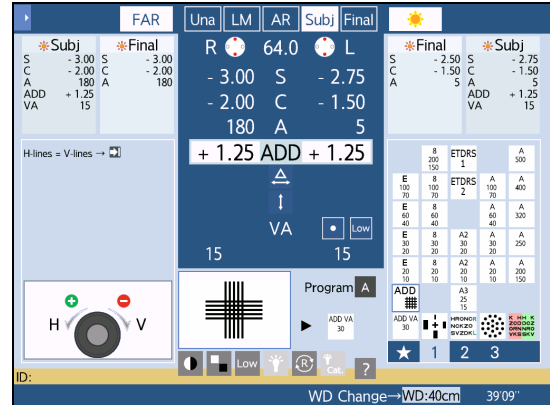 FAR
Una LM AR Subj Final
Subj
S - 3.00
C - 2.00
A 180
ADD + 1.25
VA 15
Final
S - 3.00
C - 2.00
A 180
R 64.0 L
- 3.00 S - 2.75
- 2.00 C - 1.50
180 A 5
+ 1.25 ADD + 1.25
VA Low
15 15
Final
S - 2.50
C - 1.50
A 5
Subj
S - 2.75
C - 1.50
A 5
ADD + 1.25
VA 15
H-lines = V-lines →
H V
Program A
ADD VA
30
Low R Cat. ?
8
200
150
ETDRS
1
A
500
E
100
70
8
100
70
ETDRS
2
A
100
70
A
400
E
60
40
8
60
40
A
60
40
A
320
E
30
20
8
30
20
A2
30
20
A
30
20
A
250
E
20
10
8
20
10
A2
20
10
A
20
10
A
200
150
ADD
A3
25
15
ADD VA
30
HRONCK
NCKZO
SVZDKL
K HH K
ZODOOZ
ORNNRO
VKSBSKV
★ 1 2 3
ID:
WD Change→WD:40cm 39'09"